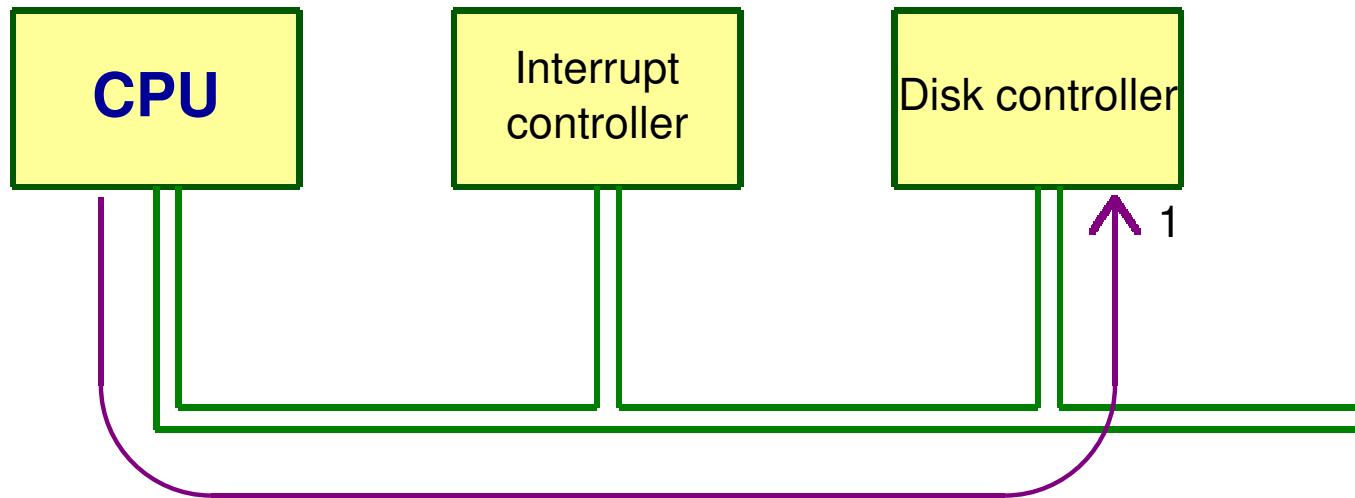 CPU
Interrupt
controller
Disk controller
1